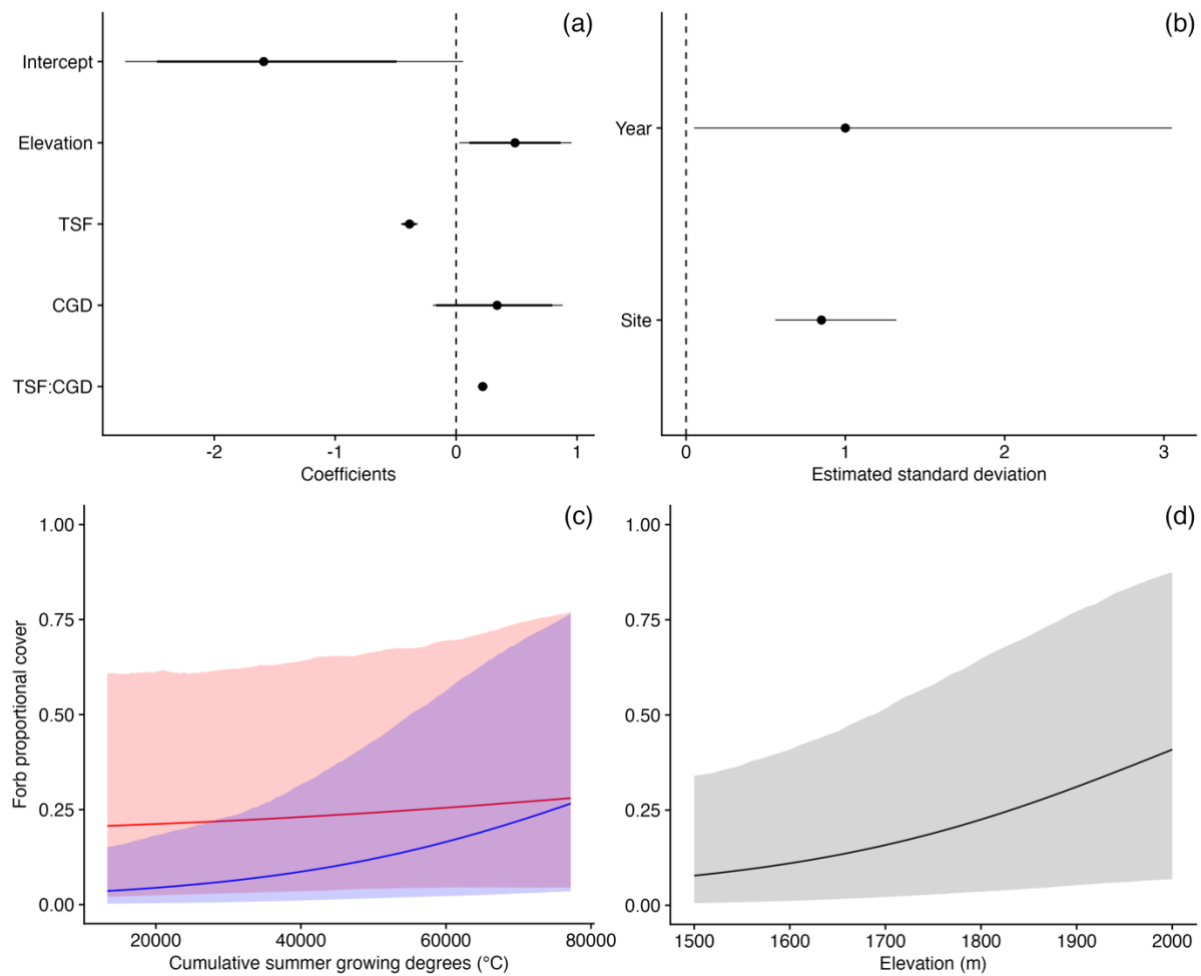 (a)
Intercept
Elevation
TSF
CGD
TSF:CGD
-2 -1 0 1
Coefficients
(b)
Year
Site
0 1 2 3
Estimated standard deviation
(c)
1.00
0.75
0.50
0.25
0.00
Forb proportional cover
20000 40000 60000 80000
Cumulative summer growing degrees (°C)
(d)
1.00
0.75
0.50
0.25
0.00
1500 1600 1700 1800 1900 2000
Elevation (m)